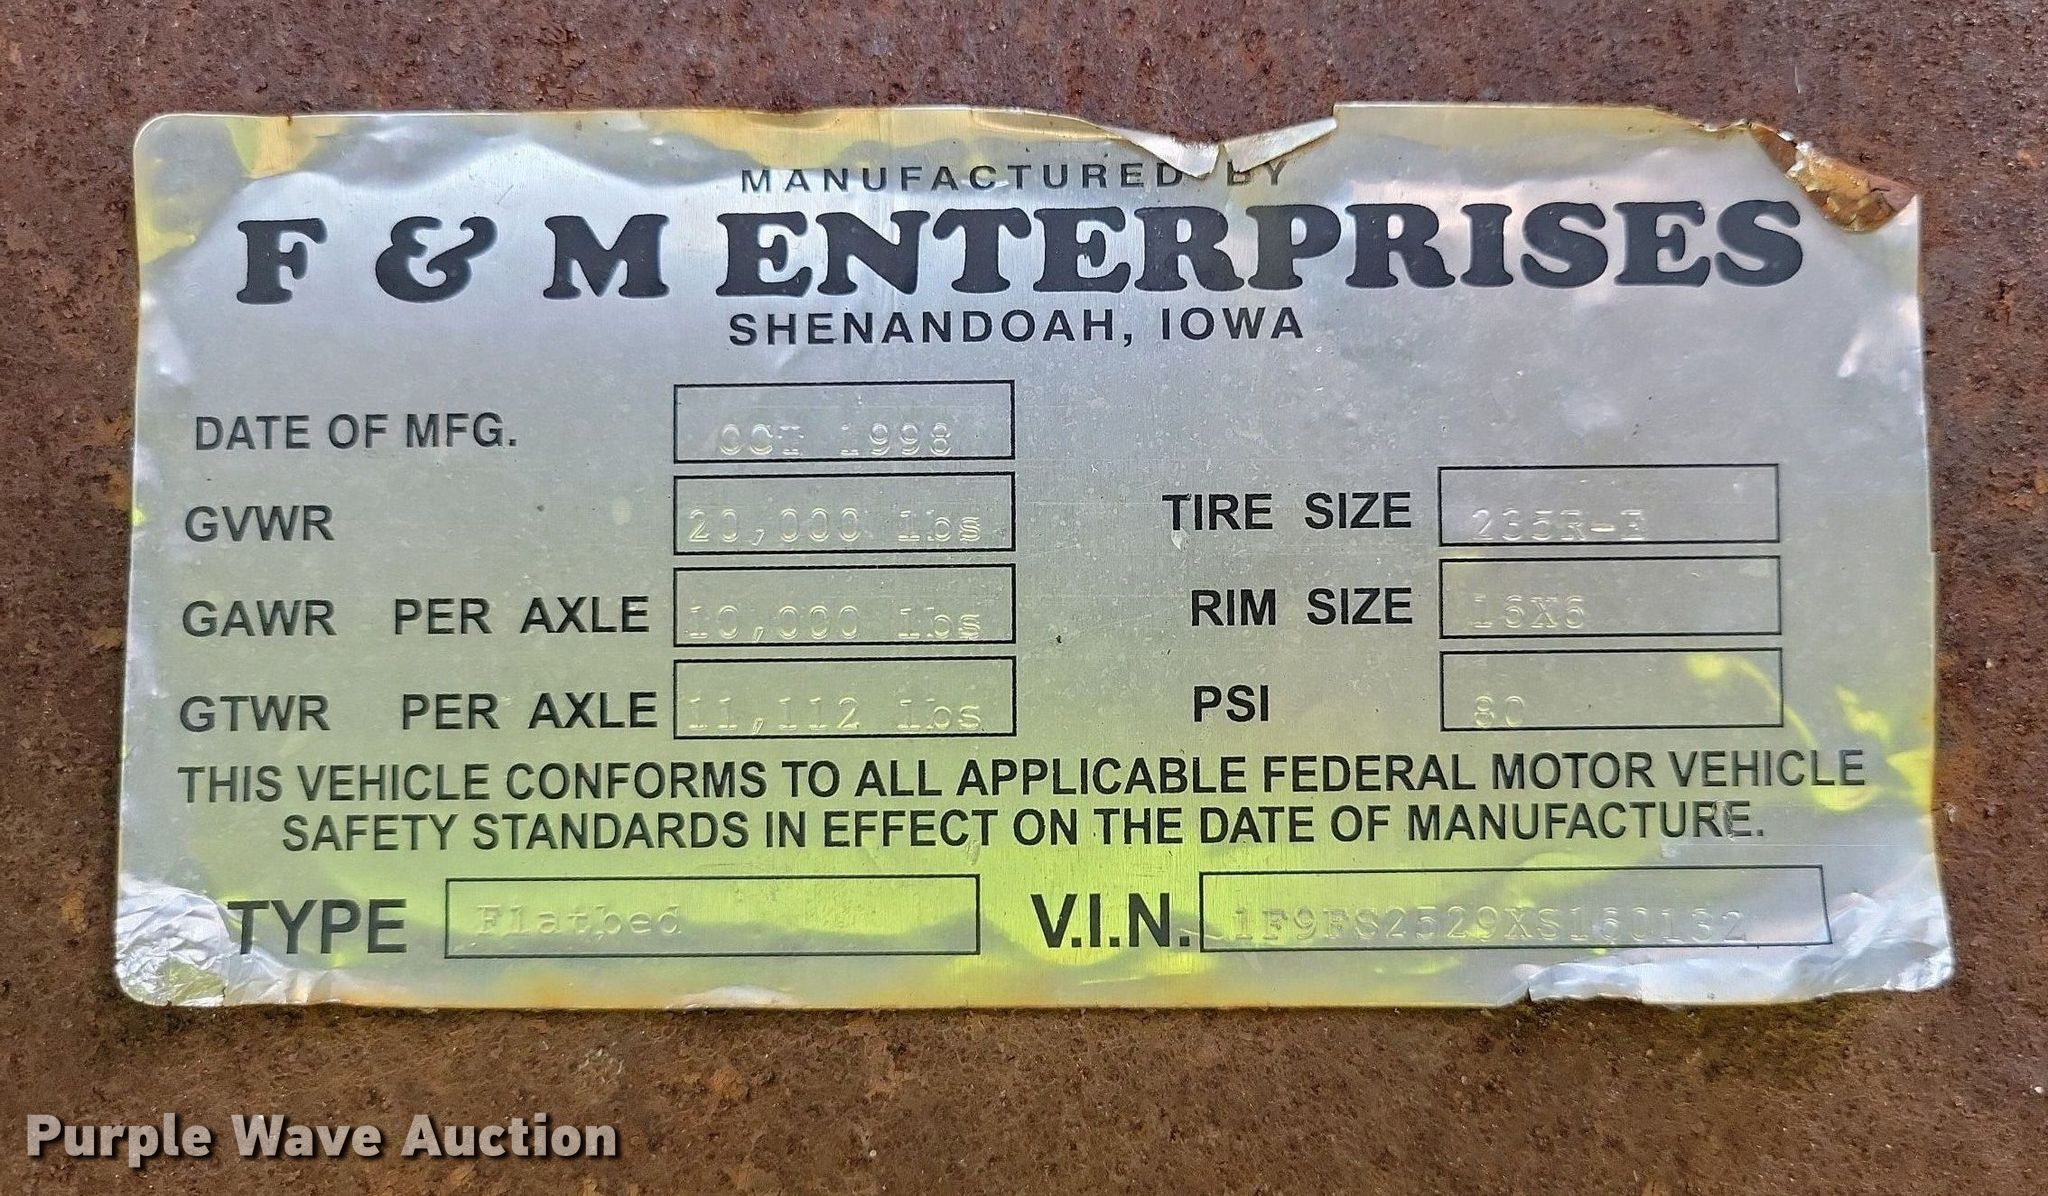 MANUFACTURED BY
F & M ENTERPRISES
SHENANDOAH, IOWA
DATE OF MFG. OCT 1998
GVWR 20,000 lbs TIRE SIZE 235R-E
GAWR PER AXLE 10,000 lbs RIM SIZE 16X6
GTWR PER AXLE 11,112 lbs PSI 80
THIS VEHICLE CONFORMS TO ALL APPLICABLE FEDERAL MOTOR VEHICLE
SAFETY STANDARDS IN EFFECT ON THE DATE OF MANUFACTURE.
TYPE Flatbed V.I.N. 1F9FS2529XS160132
Purple Wave Auction